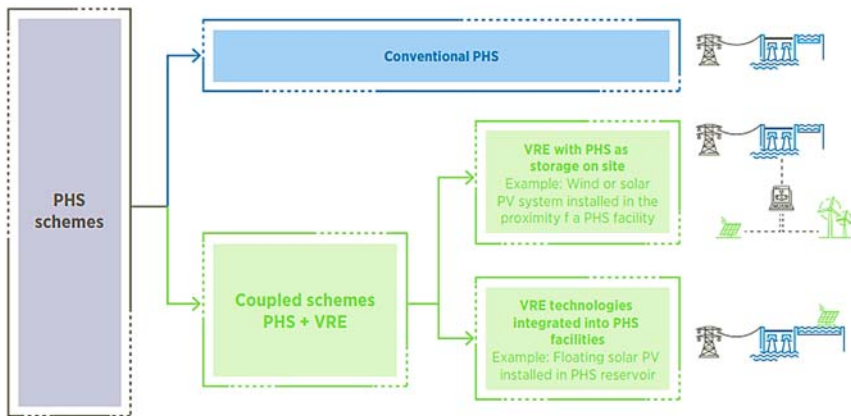 PHS
schemes
Conventional PHS
Coupled schemes
PHS + VRE
VRE with PHS as
storage on site
Example: Wind or solar
PV system installed in the
proximity f a PHS facility
VRE technologies
integrated into PHS
facilities
Example: Floating solar PV
installed in PHS reservoir